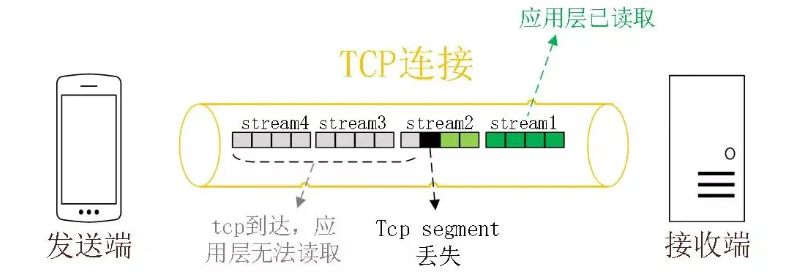 应用层已读取
TCP连接
stream4
stream3
stream2
stream1
tcp到达，应
用层无法读取
Tcp segment
丢失
发送端
接收端